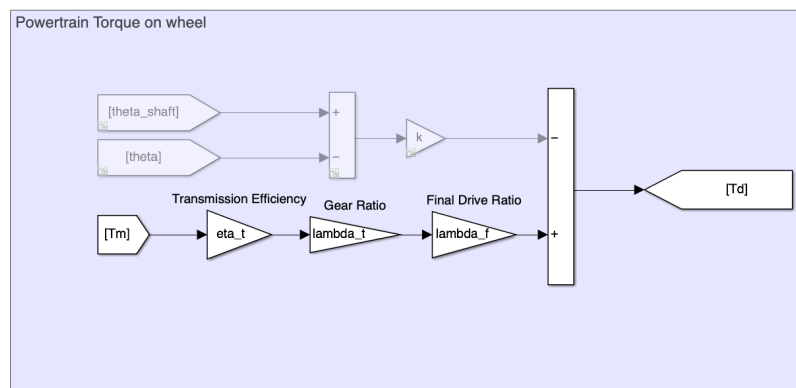 Powertrain Torque on wheel
[theta_shaft]
+
[theta]
−
k
−
Transmission Efficiency
Gear Ratio
Final Drive Ratio
[Td]
[Tm]
eta_t
lambda_t
lambda_f
+